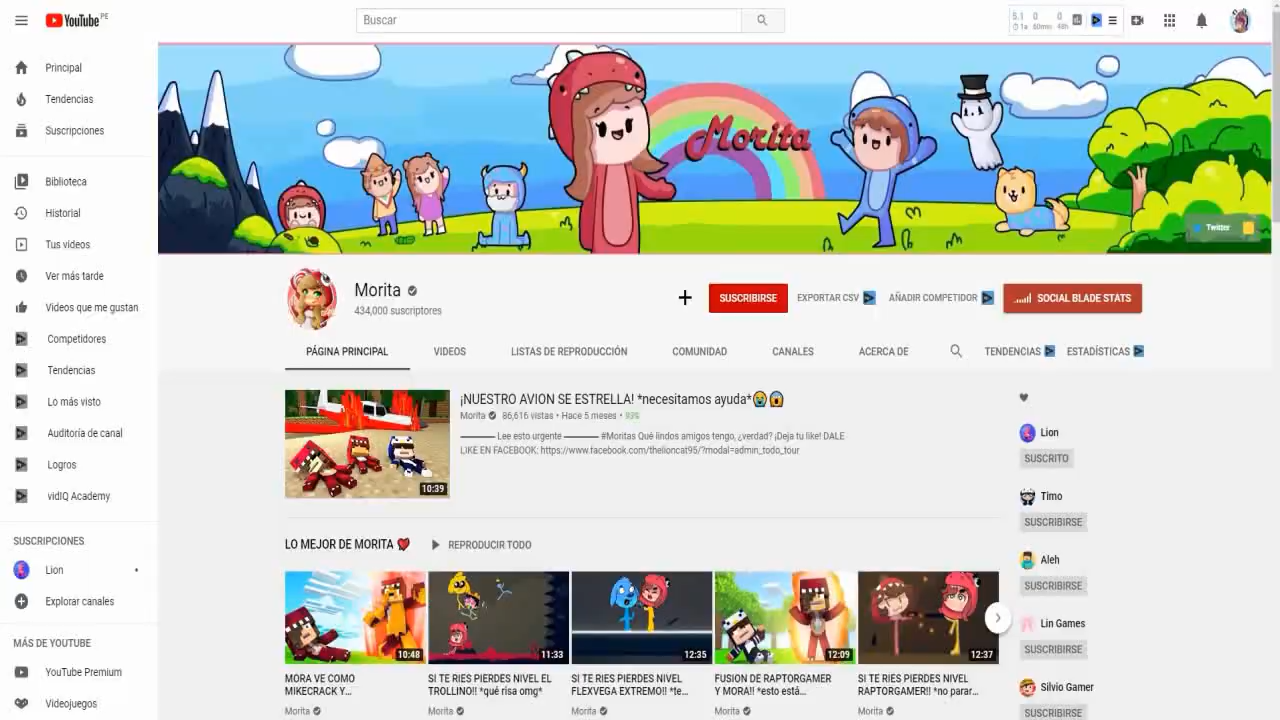 YouTube PE
Buscar
5.1 0 0
1a 60min 48h
Principal
Tendencias
Suscripciones
Biblioteca
Historial
Tus videos
Ver más tarde
Videos que me gustan
Competidores
Tendencias
Lo más visto
Auditoría de canal
Logros
vidIQ Academy
SUSCRIPCIONES
Lion
Explorar canales
MÁS DE YOUTUBE
YouTube Premium
Videojuegos
Morita
Twitter
Morita
434,000 suscriptores
SUSCRIBIRSE
EXPORTAR CSV
AÑADIR COMPETIDOR
SOCIAL BLADE STATS
PÁGINA PRINCIPAL VIDEOS LISTAS DE REPRODUCCIÓN COMUNIDAD CANALES ACERCA DE TENDENCIAS ESTADÍSTICAS
10:39
¡NUESTRO AVION SE ESTRELLA! *necesitamos ayuda*😭😱
Morita 86,616 vistas • Hace 5 meses • 93%
———— Lee esto urgente ———— #Moritas Qué lindos amigos tengo, ¿verdad? ¡Deja tu like! DALE
LIKE EN FACEBOOK: https://www.facebook.com/thelioncat95/?modal=admin_todo_tour
LO MEJOR DE MORITA REPRODUCIR TODO
10:48
MORA VE COMO
MIKECRACK Y...
Morita
11:33
SI TE RIES PIERDES NIVEL EL
TROLLINO!! *qué risa omg*
Morita
12:35
SI TE RIES PIERDES NIVEL
FLEXVEGA EXTREMO!! *te...
Morita
12:09
FUSION DE RAPTORGAMER
Y MORA!! *esto está...
Morita
12:37
SI TE RIES PIERDES NIVEL
RAPTORGAMER!! *no parar...
Morita
Lion
SUSCRITO
Timo
SUSCRIBIRSE
Aleh
SUSCRIBIRSE
Lin Games
SUSCRIBIRSE
Silvio Gamer
SUSCRIBIRSE